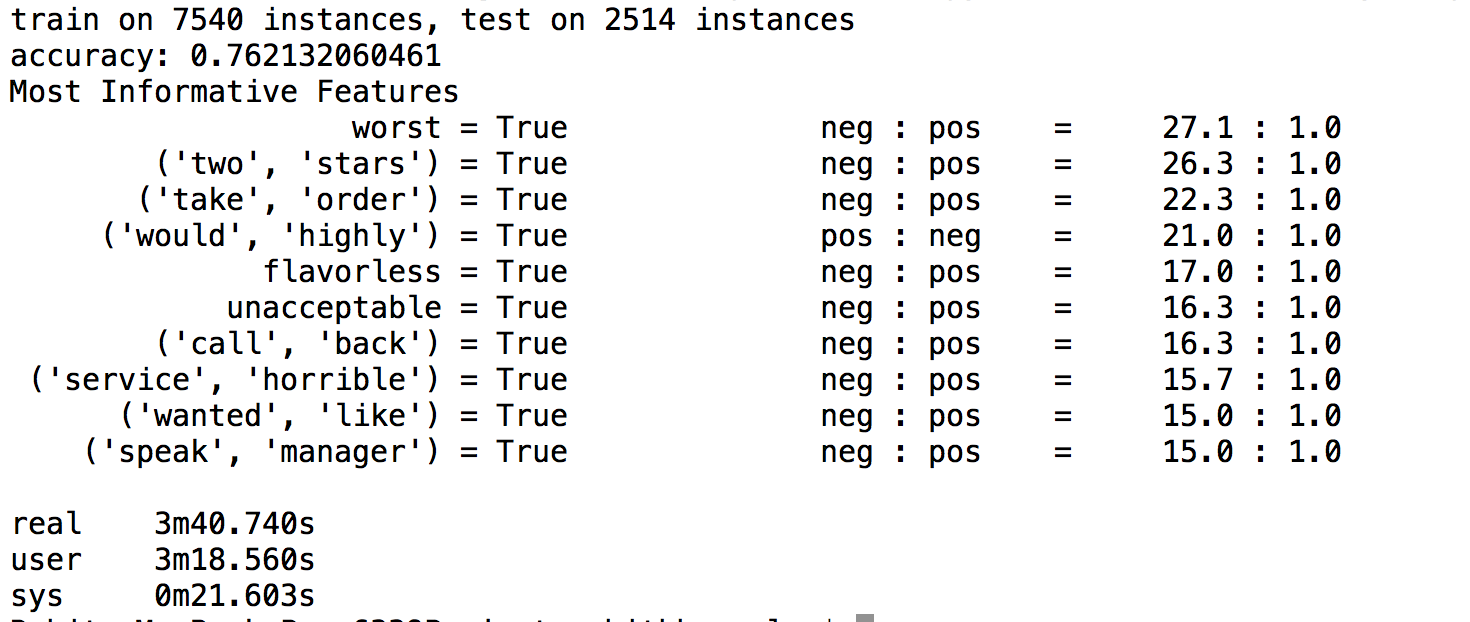 train on 7540 instances, test on 2514 instances
accuracy: 0.762132060461
Most Informative Features
worst = True neg : pos = 27.1 : 1.0
('two', 'stars') = True neg : pos = 26.3 : 1.0
('take', 'order') = True neg : pos = 22.3 : 1.0
('would', 'highly') = True pos : neg = 21.0 : 1.0
flavorless = True neg : pos = 17.0 : 1.0
unacceptable = True neg : pos = 16.3 : 1.0
('call', 'back') = True neg : pos = 16.3 : 1.0
('service', 'horrible') = True neg : pos = 15.7 : 1.0
('wanted', 'like') = True neg : pos = 15.0 : 1.0
('speak', 'manager') = True neg : pos = 15.0 : 1.0
real 3m40.740s
user 3m18.560s
sys 0m21.603s